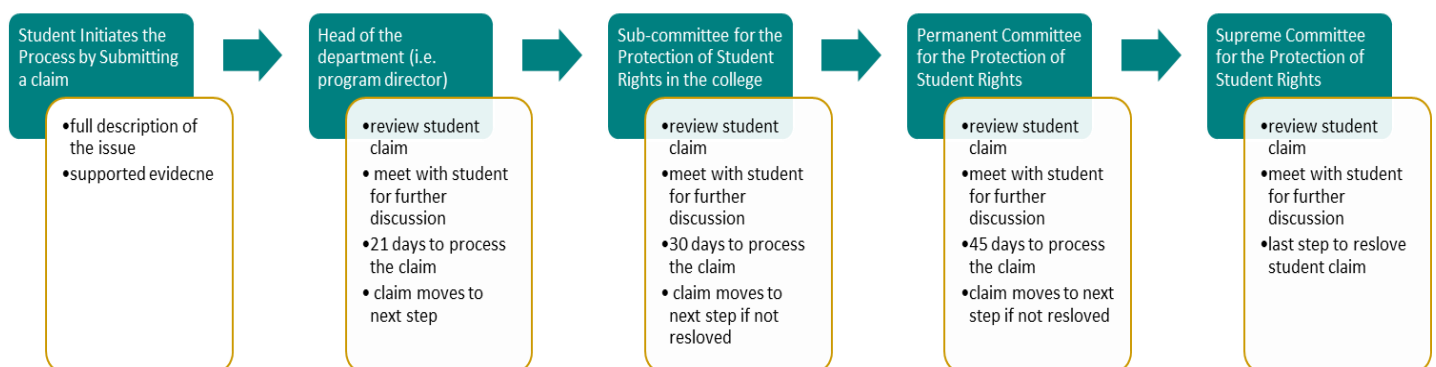 Student Initiates the
Process by Submitting
a claim
•full description of
the issue
•supported evidecne
Head of the
department (i.e.
program director)
•review student
claim
• meet with student
for further
discussion
•21 days to process
the claim
• claim moves to
next step
Sub-committee for the
Protection of Student
Rights in the college
•review student
claim
•meet with student
for further
discussion
•30 days to process
the claim
• claim moves to
next step if not
resloved
Permanent Committee
for the Protection of
Student Rights
•review student
claim
•meet with student
for further
discussion
•45 days to process
the claim
•claim moves to next
step if not resloved
Supreme Committee
for the Protection of
Student Rights
•review student
claim
•meet with student
for further
discussion
•last step to reslove
student claim